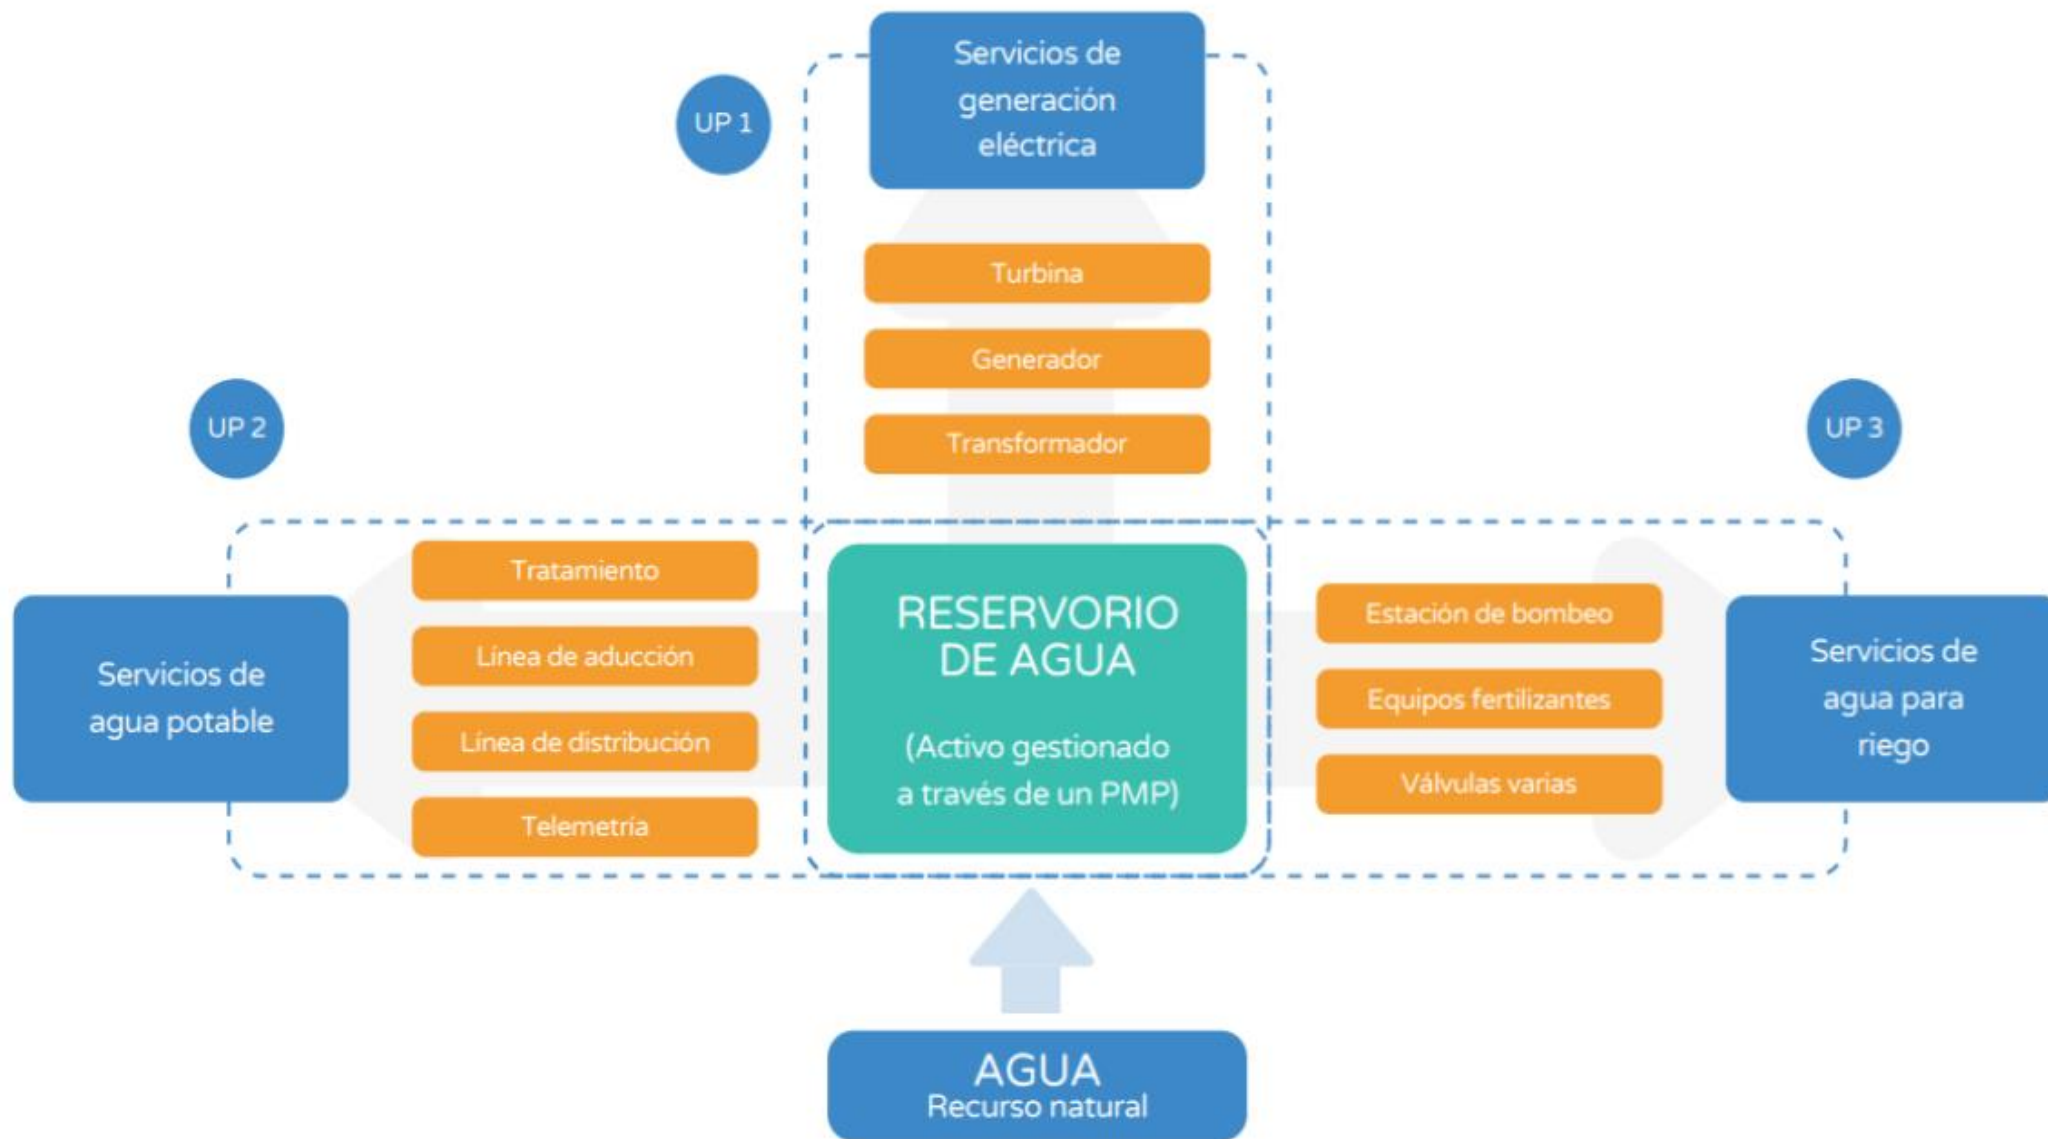 Servicios de
generación
eléctrica
UP 1
Turbina
Generador
Transformador
UP 2
UP 3
Servicios de
agua potable
Tratamiento
Línea de aducción
Línea de distribución
Telemetría
RESERVORIO
DE AGUA
(Activo gestionado
a través de un PMP)
Estación de bombeo
Equipos fertilizantes
Válvulas varias
Servicios de
agua para
riego
AGUA
Recurso natural